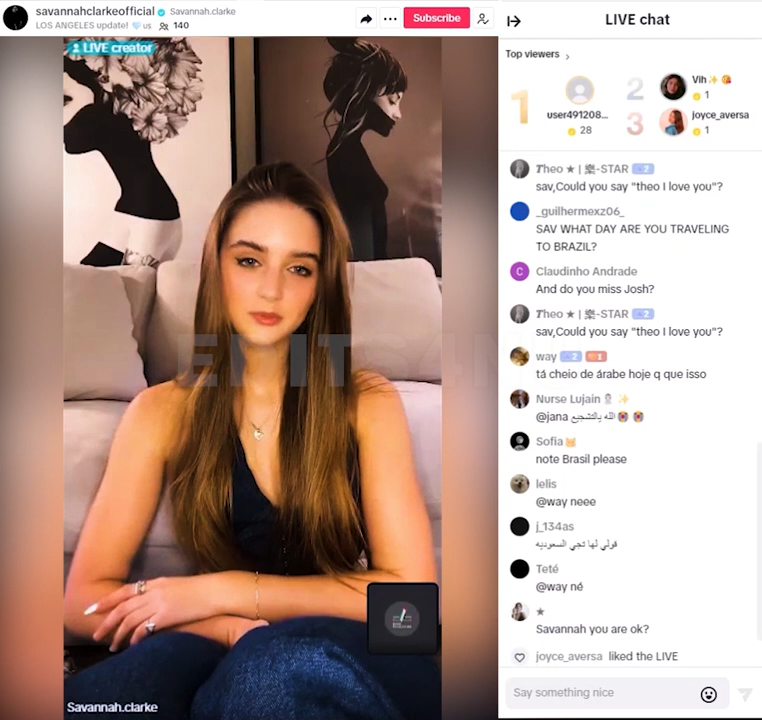 savannahclarkeofficial Savannah.clarke
LOS ANGELES update! 🩵 us 140
Subscribe
LIVE chat
LIVE creator
Top viewers
1
user491208...
28
2
Vih✨😘
1
3
joyce_aversa
1
Theo ★ | 楽-STAR 2
sav,Could you say "theo I love you"?
_guilhermexz06_
SAV WHAT DAY ARE YOU TRAVELING
TO BRAZIL?
C Claudinho Andrade
And do you miss Josh?
Theo ★ | 楽-STAR 2
sav,Could you say "theo I love you"?
way 2 1
tá cheio de árabe hoje q que isso
Nurse Lujain
@jana الله يالتشجيع
Sofia
note Brasil please
lelis
@way neee
j_134as
قولي لها تجي السعوديه
Teté
@way né
★
Savannah you are ok?
joyce_aversa liked the LIVE
Say something nice
Savannah.clarke